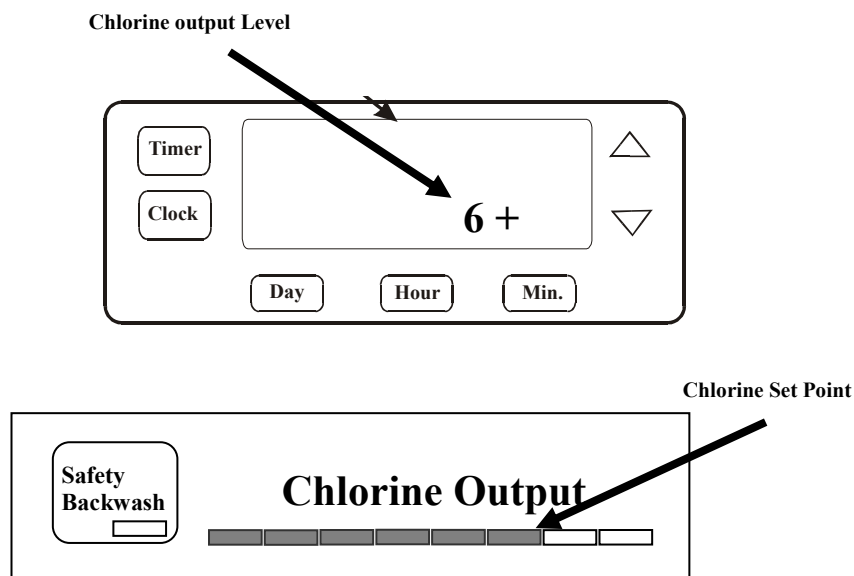 Chlorine output Level
Timer
Clock
6 +
Day Hour Min.
Chlorine Set Point
Safety
Backwash
Chlorine Output